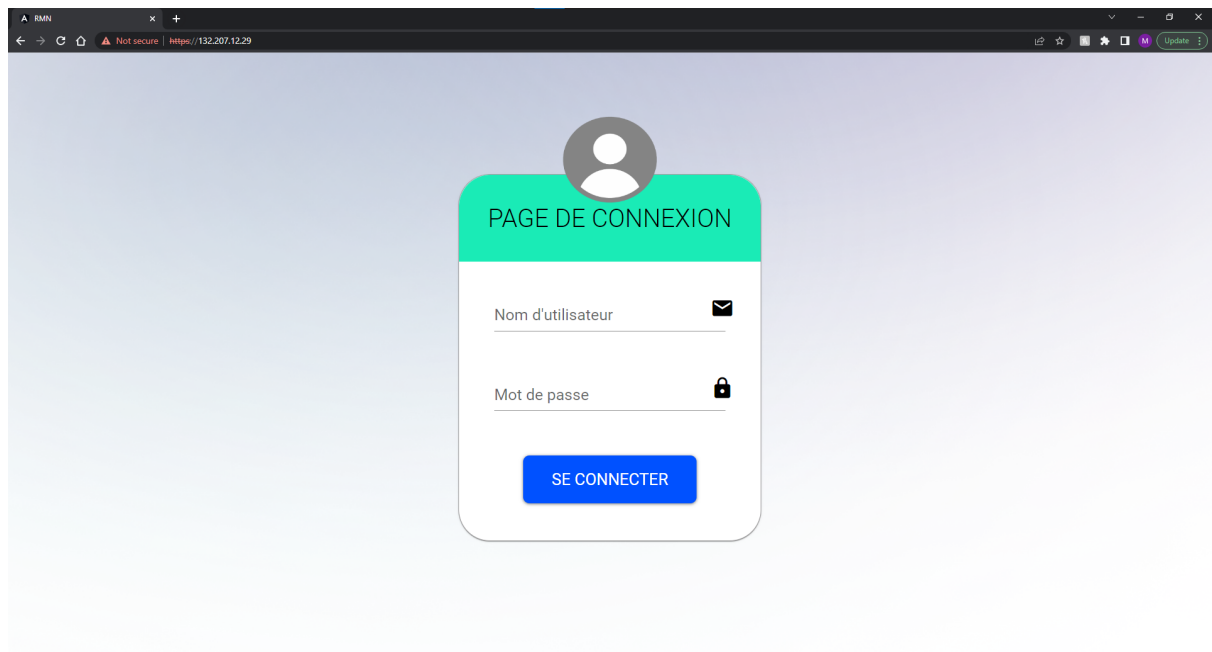 RMN
Not secure https://132.207.12.29
M
Update
PAGE DE CONNEXION
Nom d'utilisateur
Mot de passe
SE CONNECTER